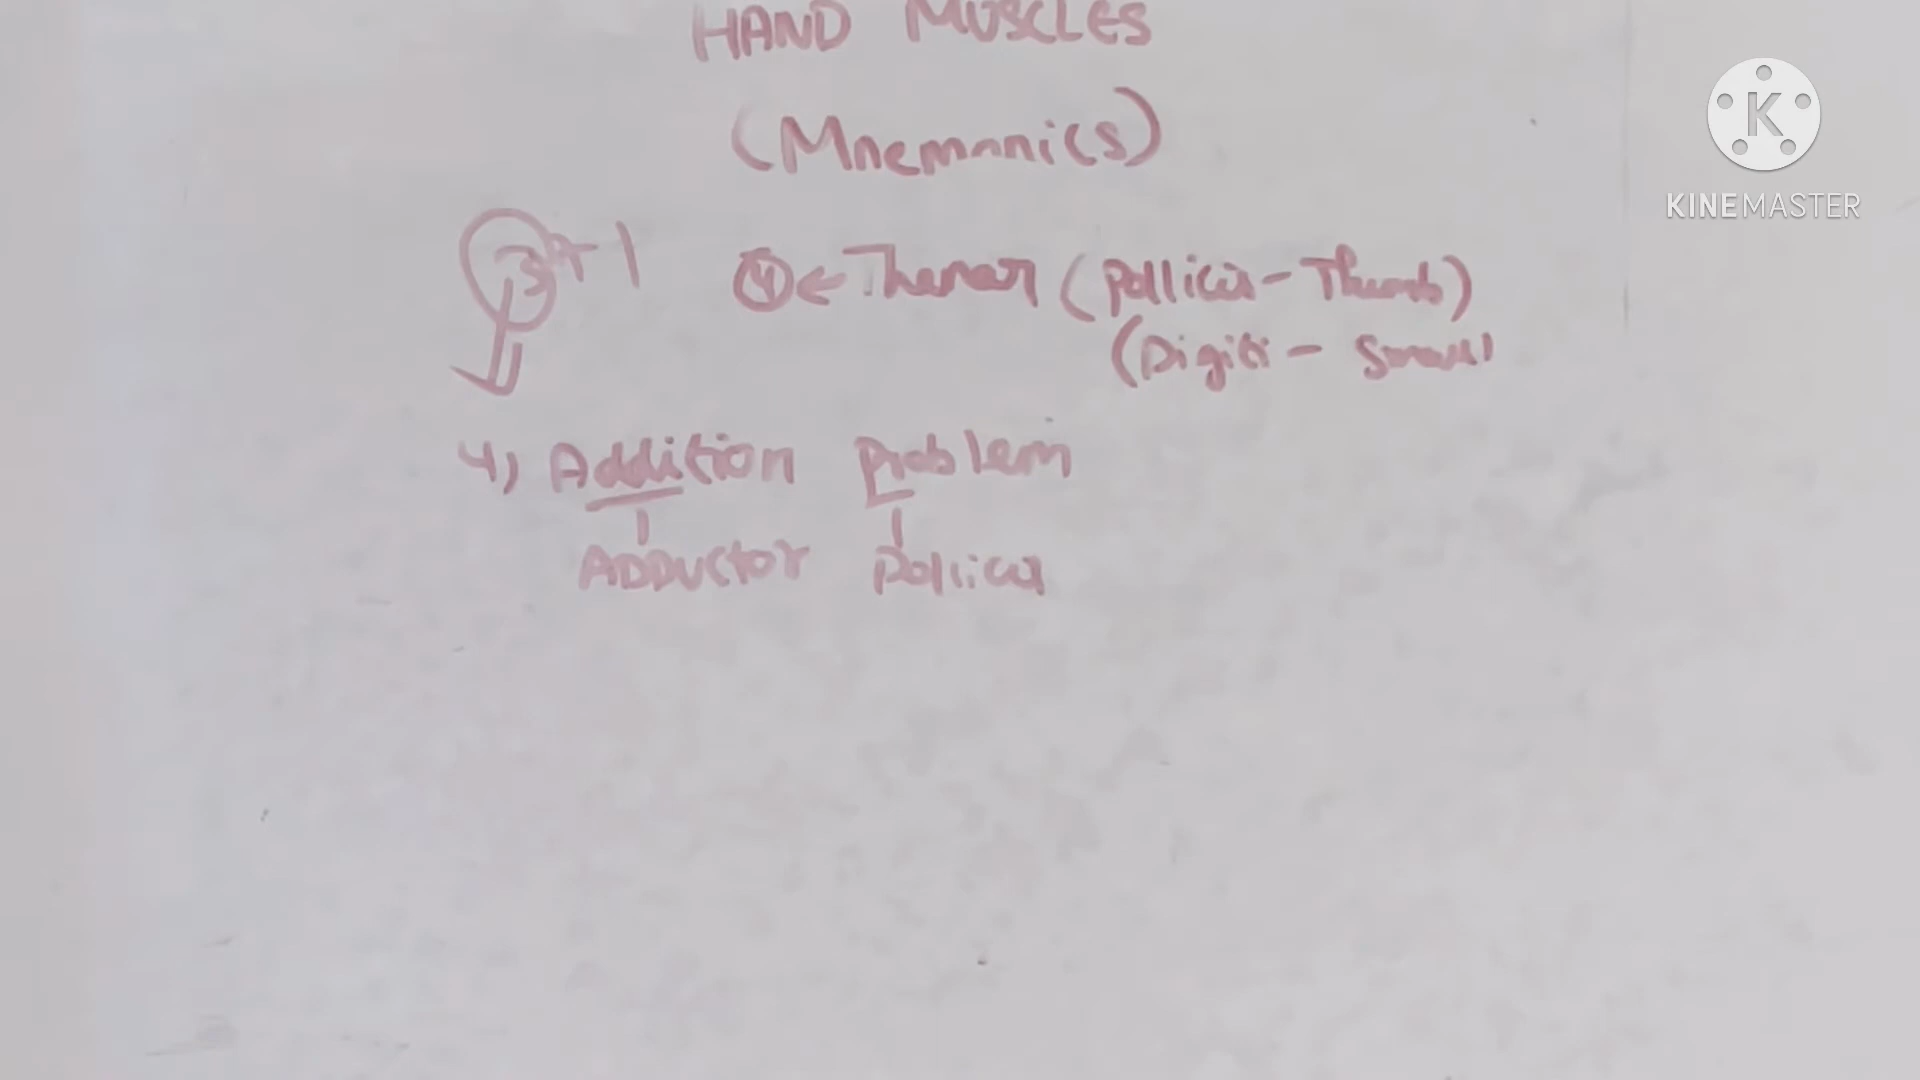 HAND MUSCLES
(Mnemonics)
3 + 1 4 ← Thenar (Pollicis - Thumb)
(Digiti - Small
4) Addition Problem
ADDUCTOR Pollicis
K
KINEMASTER